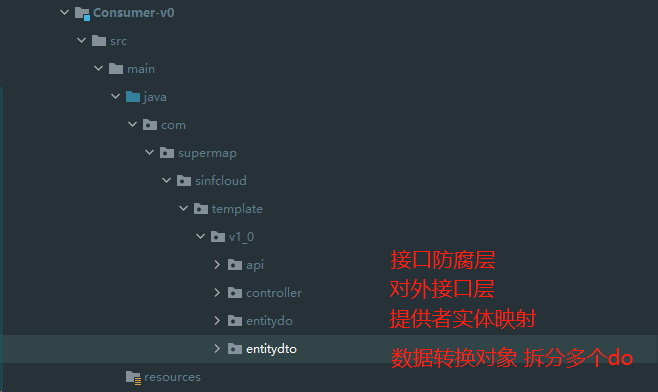 Consumer-v0
src
main
java
com
supermap
sinfcloud
template
v1_0
api 接口防腐层
controller 对外接口层
entitydo 提供者实体映射
entitydto 数据转换对象 拆分多个do
resources